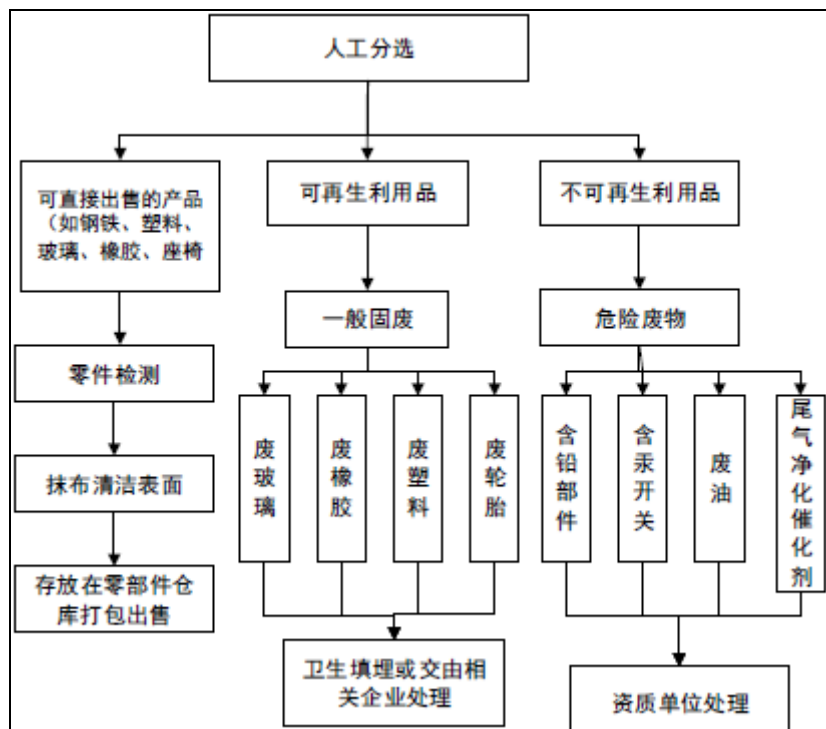 人工分选
可直接出售的产品
（如钢铁、塑料、
玻璃、橡胶、座椅
可再生利用品
不可再生利用品
一般固废
危险废物
零件检测
废玻璃
废橡胶
废塑料
废轮胎
含铅部件
含汞开关
废油
尾气净化催化剂
抹布清洁表面
存放在零部件仓
库打包出售
卫生填埋或交由相
关企业处理
资质单位处理